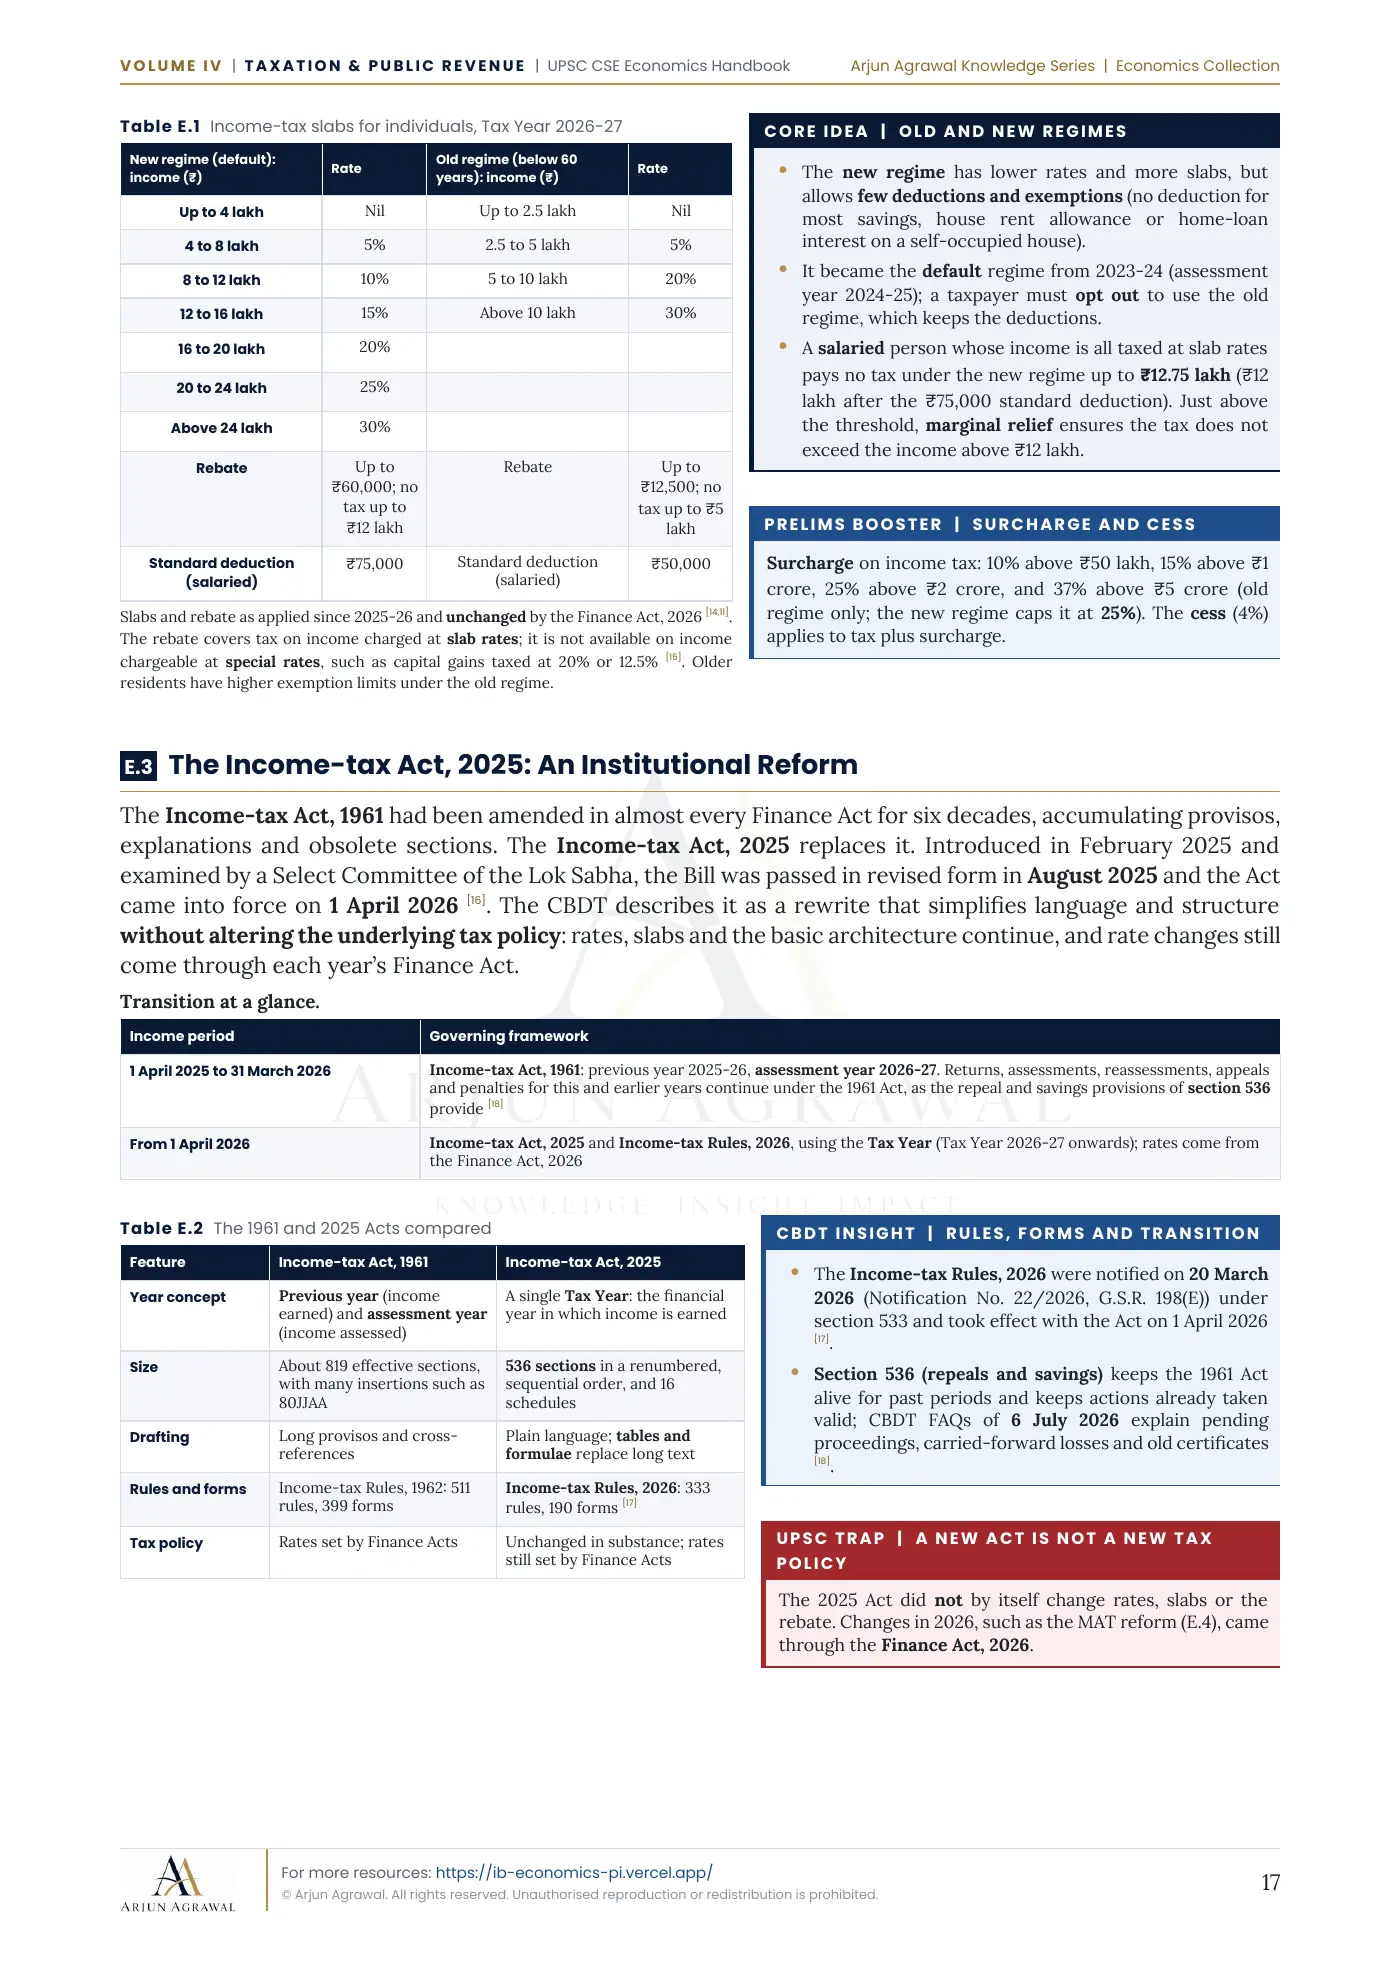 VOLUME IV | TAXATION & PUBLIC REVENUE | UPSC CSE Economics Handbook
Arjun Agrawal Knowledge Series | Economics Collection
Table E.1 Income-tax slabs for individuals, Tax Year 2026-27
New regime (default): income (₹) | Rate | Old regime (below 60 years): income (₹) | Rate
Up to 4 lakh | Nil | Up to 2.5 lakh | Nil
4 to 8 lakh | 5% | 2.5 to 5 lakh | 5%
8 to 12 lakh | 10% | 5 to 10 lakh | 20%
12 to 16 lakh | 15% | Above 10 lakh | 30%
16 to 20 lakh | 20%
20 to 24 lakh | 25%
Above 24 lakh | 30%
Rebate | Up to ₹60,000; no tax up to ₹12 lakh | Rebate | Up to ₹12,500; no tax up to ₹5 lakh
Standard deduction (salaried) | ₹75,000 | Standard deduction (salaried) | ₹50,000
Slabs and rebate as applied since 2025-26 and unchanged by the Finance Act, 2026 [14,11].
The rebate covers tax on income charged at slab rates; it is not available on income
chargeable at special rates, such as capital gains taxed at 20% or 12.5% [15]. Older
residents have higher exemption limits under the old regime.
CORE IDEA | OLD AND NEW REGIMES
• The new regime has lower rates and more slabs, but
allows few deductions and exemptions (no deduction for
most savings, house rent allowance or home-loan
interest on a self-occupied house).
• It became the default regime from 2023-24 (assessment
year 2024-25); a taxpayer must opt out to use the old
regime, which keeps the deductions.
• A salaried person whose income is all taxed at slab rates
pays no tax under the new regime up to ₹12.75 lakh (₹12
lakh after the ₹75,000 standard deduction). Just above
the threshold, marginal relief ensures the tax does not
exceed the income above ₹12 lakh.
PRELIMS BOOSTER | SURCHARGE AND CESS
Surcharge on income tax: 10% above ₹50 lakh, 15% above ₹1
crore, 25% above ₹2 crore, and 37% above ₹5 crore (old
regime only; the new regime caps it at 25%). The cess (4%)
applies to tax plus surcharge.
E.3 The Income-tax Act, 2025: An Institutional Reform
The Income-tax Act, 1961 had been amended in almost every Finance Act for six decades, accumulating provisos,
explanations and obsolete sections. The Income-tax Act, 2025 replaces it. Introduced in February 2025 and
examined by a Select Committee of the Lok Sabha, the Bill was passed in revised form in August 2025 and the Act
came into force on 1 April 2026 [16]. The CBDT describes it as a rewrite that simplifies language and structure
without altering the underlying tax policy: rates, slabs and the basic architecture continue, and rate changes still
come through each year's Finance Act.
Transition at a glance.
Income period | Governing framework
1 April 2025 to 31 March 2026 | Income-tax Act, 1961: previous year 2025-26, assessment year 2026-27. Returns, assessments, reassessments, appeals
and penalties for this and earlier years continue under the 1961 Act, as the repeal and savings provisions of section 536
provide [18]
From 1 April 2026 | Income-tax Act, 2025 and Income-tax Rules, 2026, using the Tax Year (Tax Year 2026-27 onwards); rates come from
the Finance Act, 2026
ARJUN AGRAWAL
KNOWLEDGE INSIGHT IMPACT
Table E.2 The 1961 and 2025 Acts compared
Feature | Income-tax Act, 1961 | Income-tax Act, 2025
Year concept | Previous year (income earned) and assessment year (income assessed) | A single Tax Year: the financial year in which income is earned
Size | About 819 effective sections, with many insertions such as 80JJAA | 536 sections in a renumbered, sequential order, and 16 schedules
Drafting | Long provisos and cross-references | Plain language; tables and formulae replace long text
Rules and forms | Income-tax Rules, 1962: 511 rules, 399 forms | Income-tax Rules, 2026: 333 rules, 190 forms [17]
Tax policy | Rates set by Finance Acts | Unchanged in substance; rates still set by Finance Acts
CBDT INSIGHT | RULES, FORMS AND TRANSITION
• The Income-tax Rules, 2026 were notified on 20 March
2026 (Notification No. 22/2026, G.S.R. 198(E)) under
section 533 and took effect with the Act on 1 April 2026
[17].
• Section 536 (repeals and savings) keeps the 1961 Act
alive for past periods and keeps actions already taken
valid; CBDT FAQs of 6 July 2026 explain pending
proceedings, carried-forward losses and old certificates
[18].
UPSC TRAP | A NEW ACT IS NOT A NEW TAX
POLICY
The 2025 Act did not by itself change rates, slabs or the
rebate. Changes in 2026, such as the MAT reform (E.4), came
through the Finance Act, 2026.
ARJUN AGRAWAL
For more resources: https://ib-economics-pi.vercel.app/
© Arjun Agrawal. All rights reserved. Unauthorised reproduction or redistribution is prohibited.
17